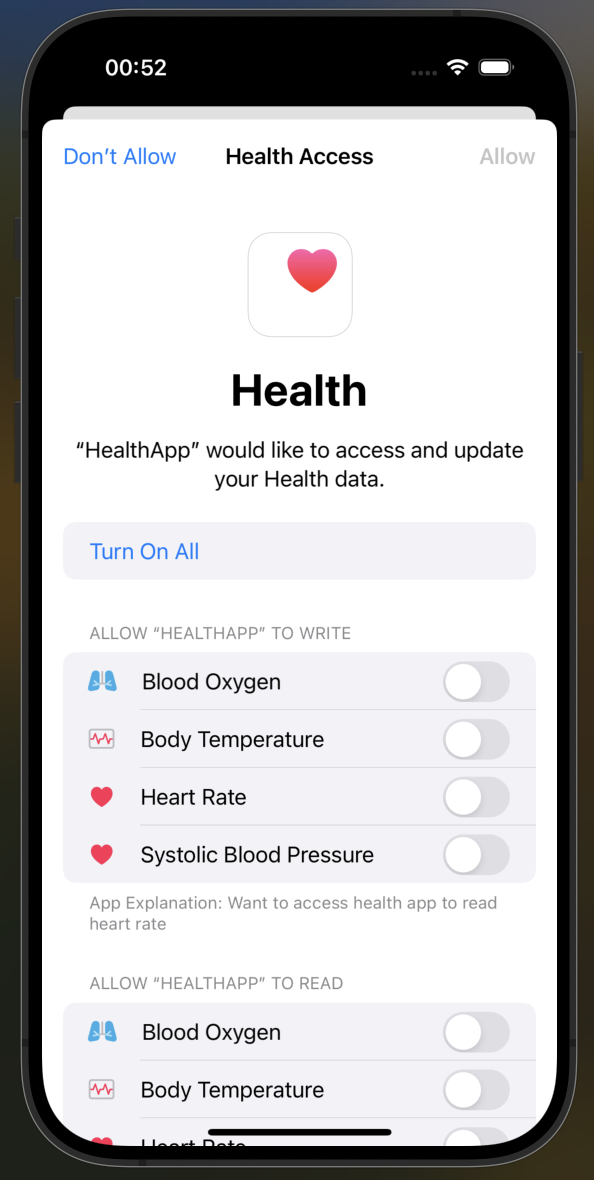 00:52
Don’t Allow
Health Access
Allow
Health
“HealthApp” would like to access and update
your Health data.
Turn On All
ALLOW “HEALTHAPP” TO WRITE
Blood Oxygen
Body Temperature
Heart Rate
Systolic Blood Pressure
App Explanation: Want to access health app to read
heart rate
ALLOW “HEALTHAPP” TO READ
Blood Oxygen
Body Temperature
Heart Rate